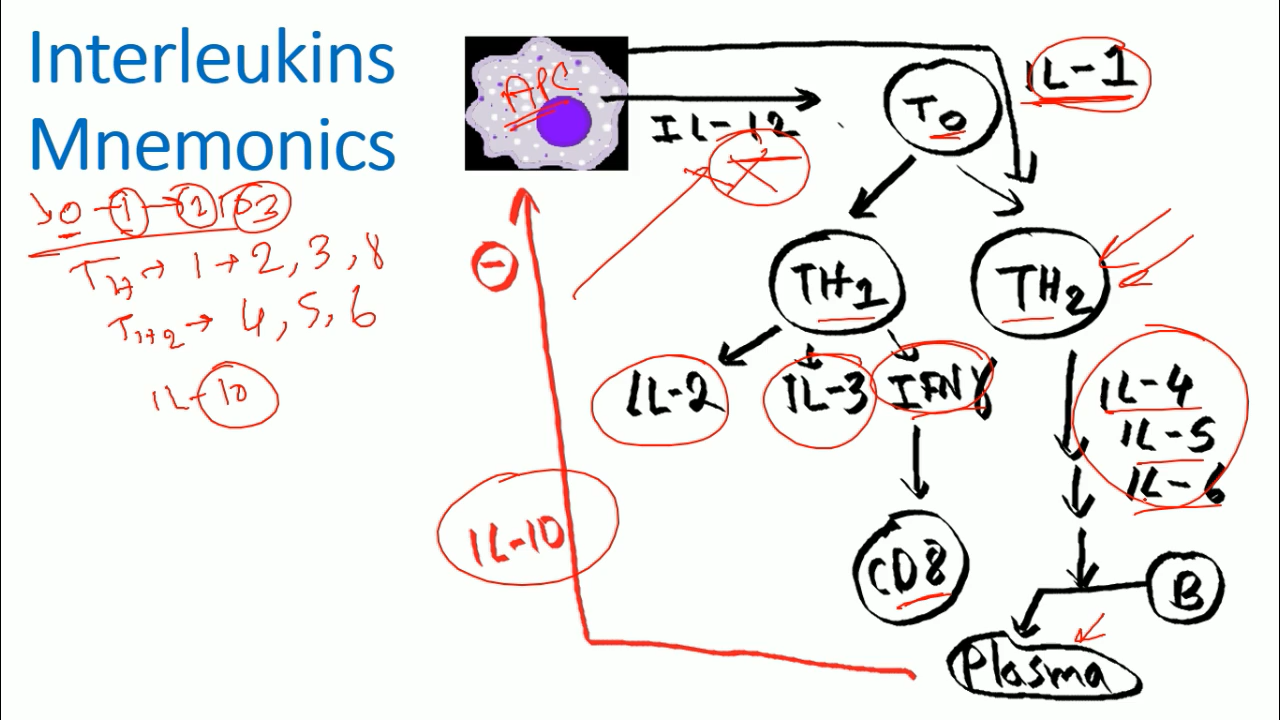 Interleukins
Mnemonics
0 → 1 → 2 to 3
TH → 1 → 2, 3, 8
TH2 → 4, 5, 6
IL-10
APC
IL-12
T0
IL-1
TH1
TH2
IL-2
IL-3
IFNγ
IL-4
IL-5
IL-6
IL-10
CD8
B
Plasma